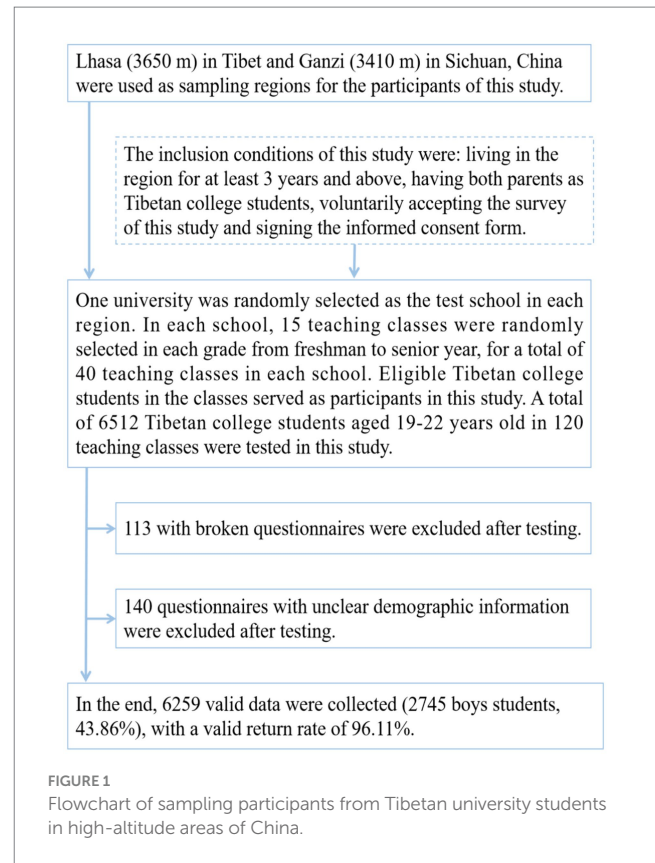 Lhasa (3650 m) in Tibet and Ganzi (3410 m) in Sichuan, China
were used as sampling regions for the participants of this study.
The inclusion conditions of this study were: living in the
region for at least 3 years and above, having both parents as
Tibetan college students, voluntarily accepting the survey
of this study and signing the informed consent form.
One university was randomly selected as the test school in each
region. In each school, 15 teaching classes were randomly
selected in each grade from freshman to senior year, for a total of
40 teaching classes in each school. Eligible Tibetan college
students in the classes served as participants in this study. A total
of 6512 Tibetan college students aged 19-22 years old in 120
teaching classes were tested in this study.
113 with broken questionnaires were excluded after testing.
140 questionnaires with unclear demographic information
were excluded after testing.
In the end, 6259 valid data were collected (2745 boys students,
43.86%), with a valid return rate of 96.11%.
FIGURE 1
Flowchart of sampling participants from Tibetan university students
in high-altitude areas of China.